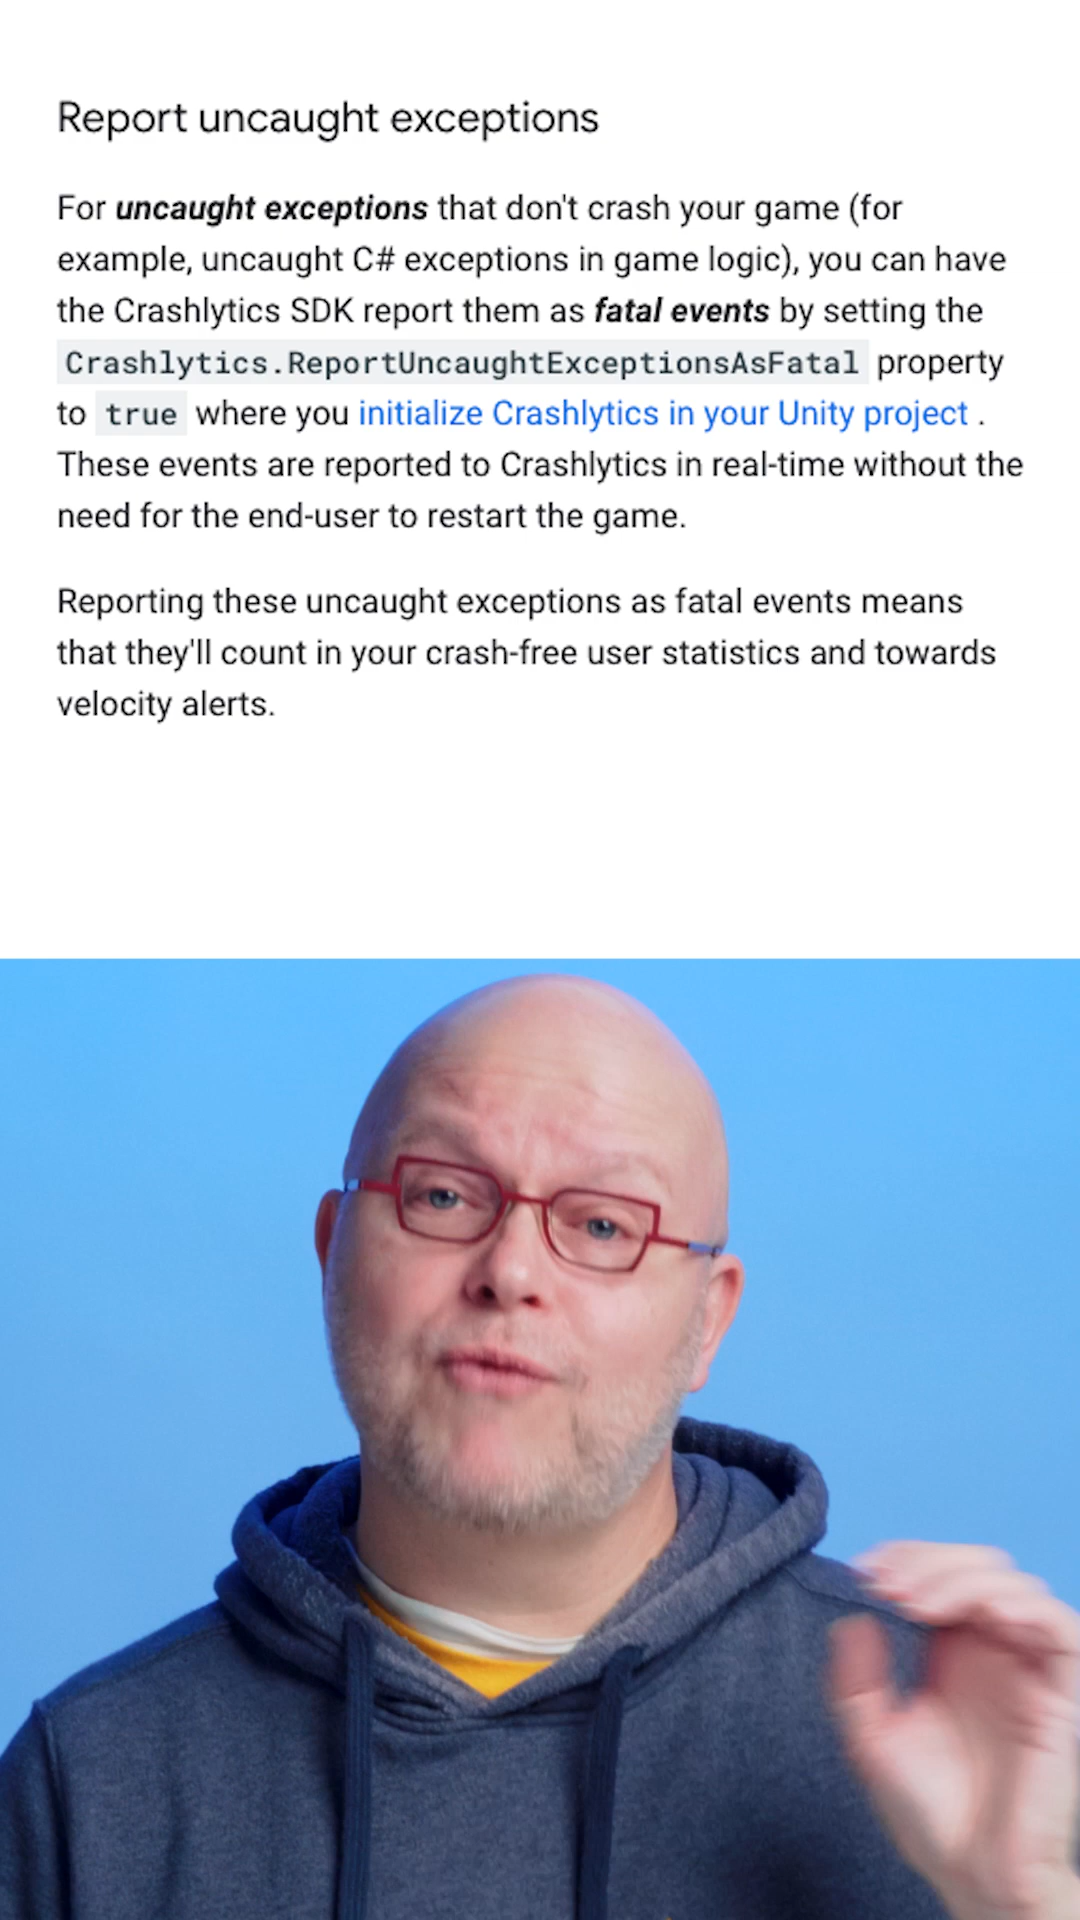 Report uncaught exceptions
For uncaught exceptions that don't crash your game (for
example, uncaught C# exceptions in game logic), you can have
the Crashlytics SDK report them as fatal events by setting the
Crashlytics.ReportUncaughtExceptionsAsFatal property
to true where you initialize Crashlytics in your Unity project .
These events are reported to Crashlytics in real-time without the
need for the end-user to restart the game.
Reporting these uncaught exceptions as fatal events means
that they'll count in your crash-free user statistics and towards
velocity alerts.